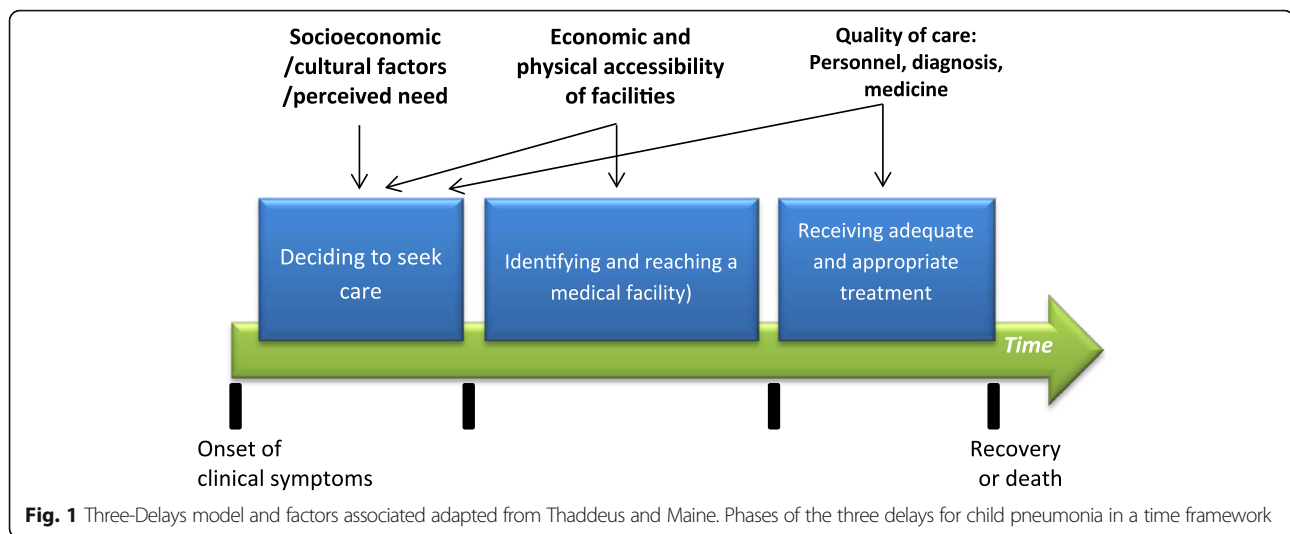 Socioeconomic
/cultural factors
/perceived need
Economic and
physical accessibility
of facilities
Quality of care:
Personnel, diagnosis,
medicine
Deciding to seek
care
Identifying and reaching a
medical facility)
Receiving adequate
and appropriate
treatment
Time
Onset of
clinical symptoms
Recovery
or death
Fig. 1 Three-Delays model and factors associated adapted from Thaddeus and Maine. Phases of the three delays for child pneumonia in a time framework